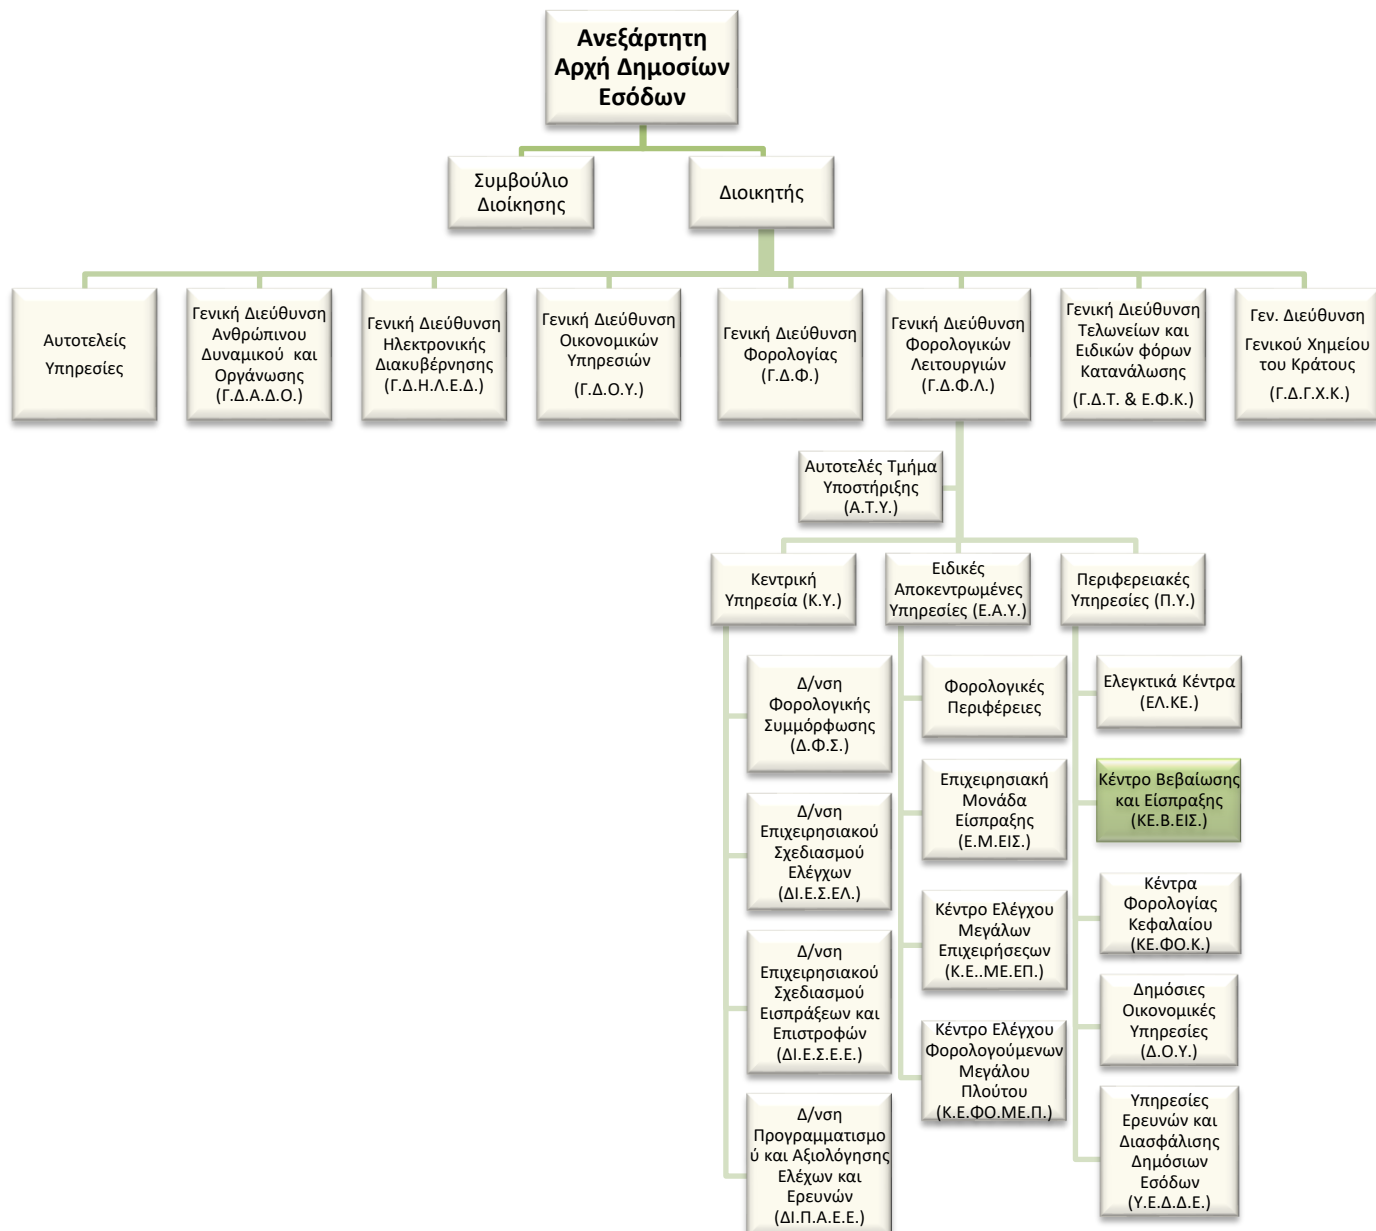 Ανεξάρτητη
Αρχή Δημοσίων
Εσόδων
Συμβούλιο
Διοίκησης
Διοικητής
Αυτοτελείς
Υπηρεσίες
Γενική Διεύθυνση
Ανθρώπινου
Δυναμικού και
Οργάνωσης
(Γ.Δ.Α.Δ.Ο.)
Γενική Διεύθυνση
Ηλεκτρονικής
Διακυβέρνησης
(Γ.Δ.Η.Λ.Ε.Δ.)
Γενική Διεύθυνση
Οικονομικών
Υπηρεσιών
(Γ.Δ.Ο.Υ.)
Γενική Διεύθυνση
Φορολογίας
(Γ.Δ.Φ.)
Γενική Διεύθυνση
Φορολογικών
Λειτουργιών
(Γ.Δ.Φ.Λ.)
Γενική Διεύθυνση
Τελωνείων και
Ειδικών φόρων
Κατανάλωσης
(Γ.Δ.Τ. & Ε.Φ.Κ.)
Γεν. Διεύθυνση
Γενικού Χημείου
του Κράτους
(Γ.Δ.Γ.Χ.Κ.)
Αυτοτελές Τμήμα
Υποστήριξης
(Α.Τ.Υ.)
Κεντρική
Υπηρεσία (Κ.Υ.)
Ειδικές
Αποκεντρωμένες
Υπηρεσίες (Ε.Α.Υ.)
Περιφερειακές
Υπηρεσίες (Π.Υ.)
Δ/νση
Φορολογικής
Συμμόρφωσης
(Δ.Φ.Σ.)
Δ/νση
Επιχειρησιακού
Σχεδιασμού
Ελέγχων
(ΔΙ.Ε.Σ.ΕΛ.)
Δ/νση
Επιχειρησιακού
Σχεδιασμού
Εισπράξεων και
Επιστροφών
(ΔΙ.Ε.Σ.Ε.Ε.)
Δ/νση
Προγραμματισμο
ύ και Αξιολόγησης
Ελέχων και
Ερευνών
(ΔΙ.Π.Α.Ε.Ε.)
Φορολογικές
Περιφέρειες
Επιχειρησιακή
Μονάδα
Είσπραξης
(Ε.Μ.ΕΙΣ.)
Κέντρο Ελέγχου
Μεγάλων
Επιχειρήσεςων
(Κ.Ε..ΜΕ.ΕΠ.)
Κέντρο Ελέγχου
Φορολογούμενων
Μεγάλου
Πλούτου
(Κ.Ε.ΦΟ.ΜΕ.Π.)
Ελεγκτικά Κέντρα
(ΕΛ.ΚΕ.)
Κέντρο Βεβαίωσης
και Είσπραξης
(ΚΕ.Β.ΕΙΣ.)
Κέντρα
Φορολογίας
Κεφαλαίου
(ΚΕ.ΦΟ.Κ.)
Δημόσιες
Οικονομικές
Υπηρεσίες
(Δ.Ο.Υ.)
Υπηρεσίες
Ερευνών και
Διασφάλισης
Δημόσιων
Εσόδων
(Υ.Ε.Δ.Δ.Ε.)